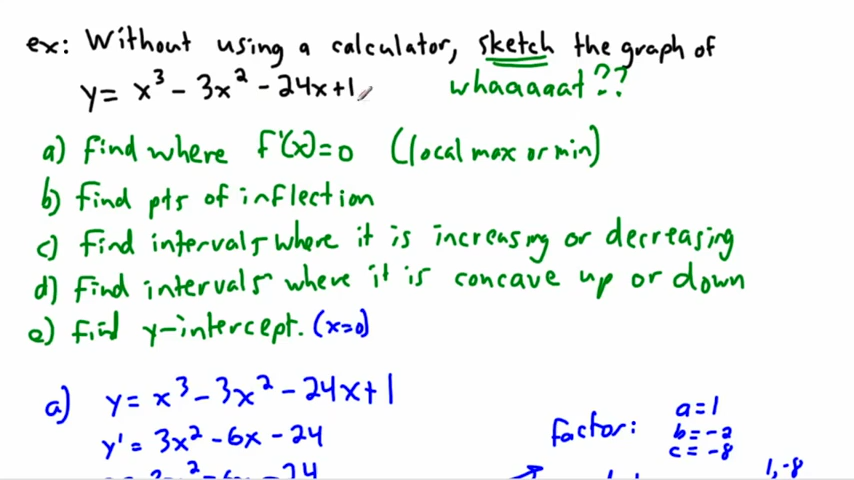 ex: Without using a calculator, sketch the graph of
y = x³ - 3x² - 24x + 1
whaaaaat??
a) Find where f'(x)=0 (local max or min)
b) Find pts of inflection
c) Find intervals where it is increasing or decreasing
d) Find intervals where it is concave up or down
e) Find y-intercept. (x=0)
a) y = x³ - 3x² - 24x + 1
y' = 3x² - 6x - 24
Factor:
a = 1
b = -2
c = -8
1, -8